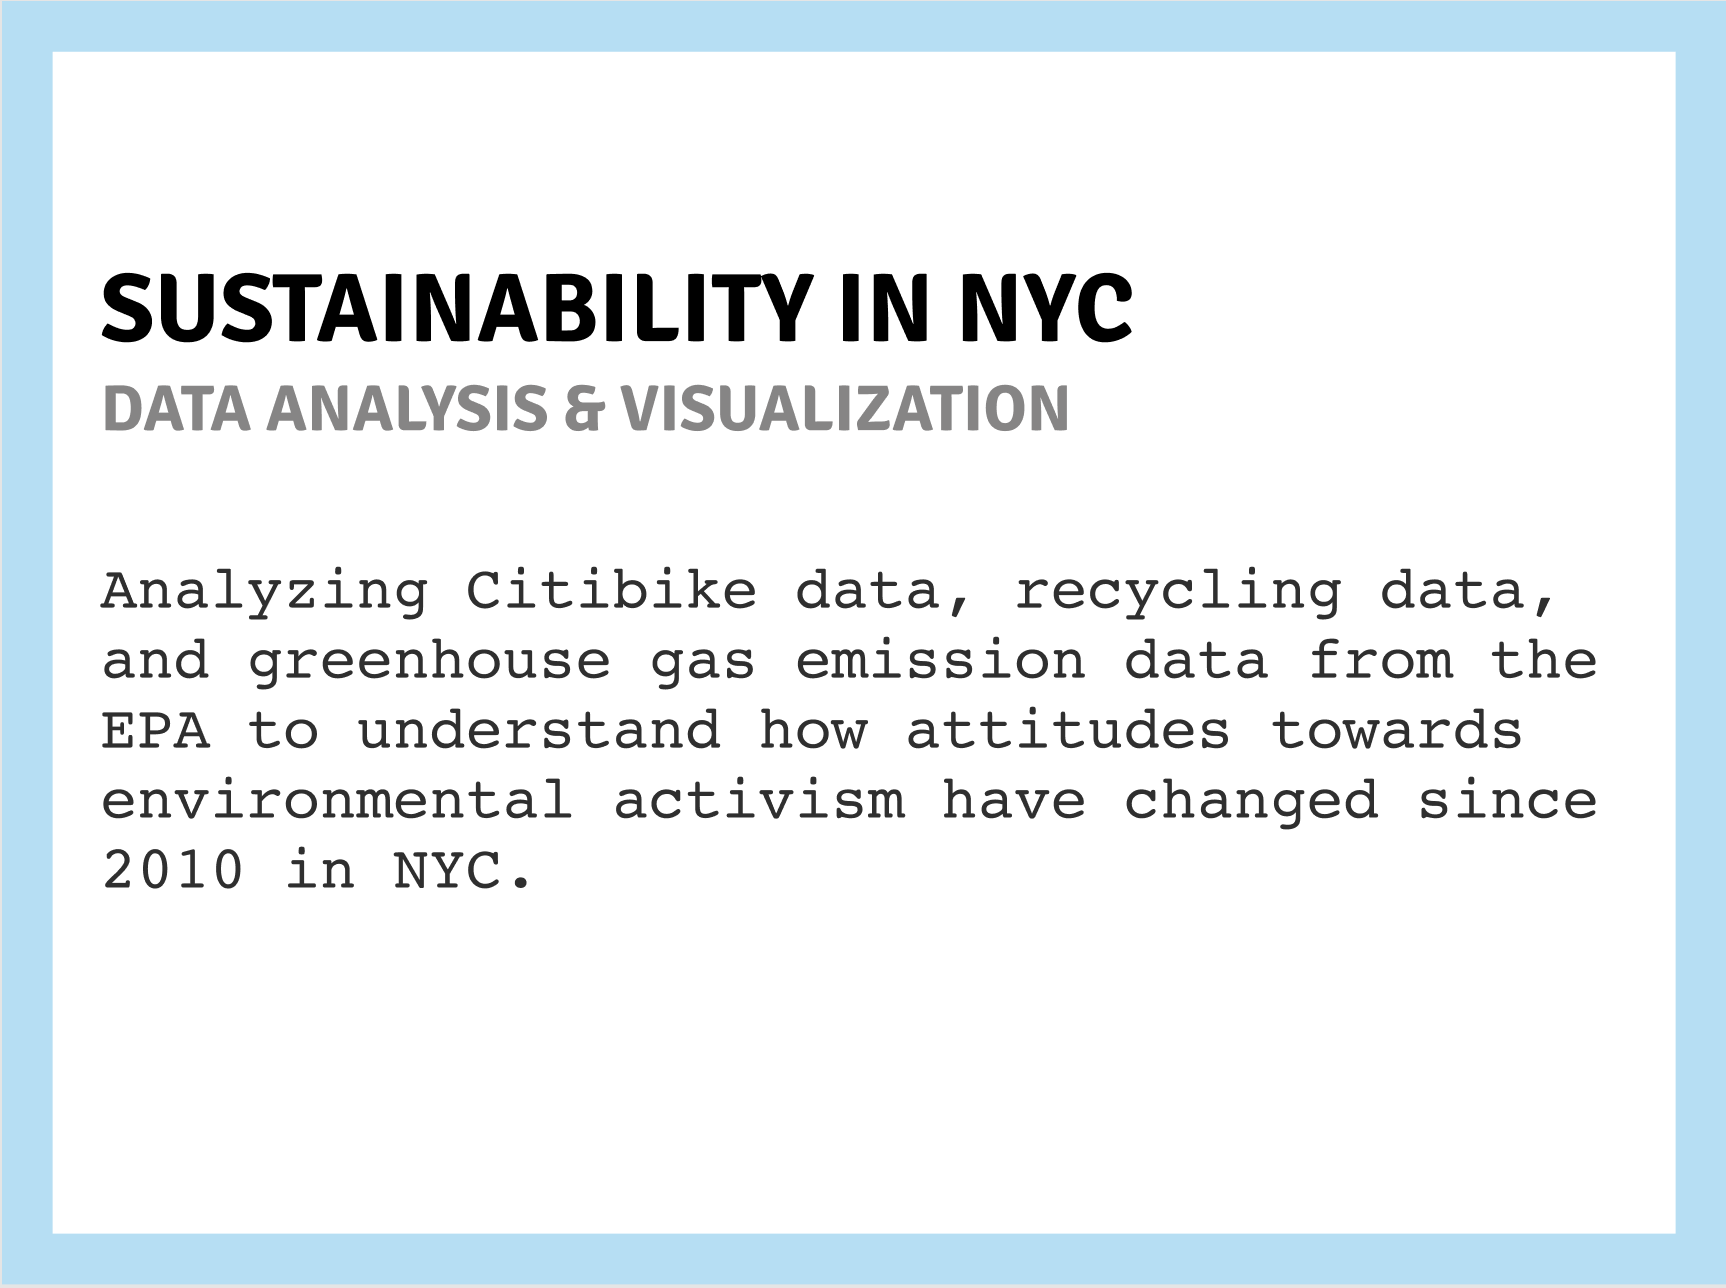 SUSTAINABILITY IN NYC
DATA ANALYSIS & VISUALIZATION
Analyzing Citibike data, recycling data,
and greenhouse gas emission data from the
EPA to understand how attitudes towards
environmental activism have changed since
2010 in NYC.